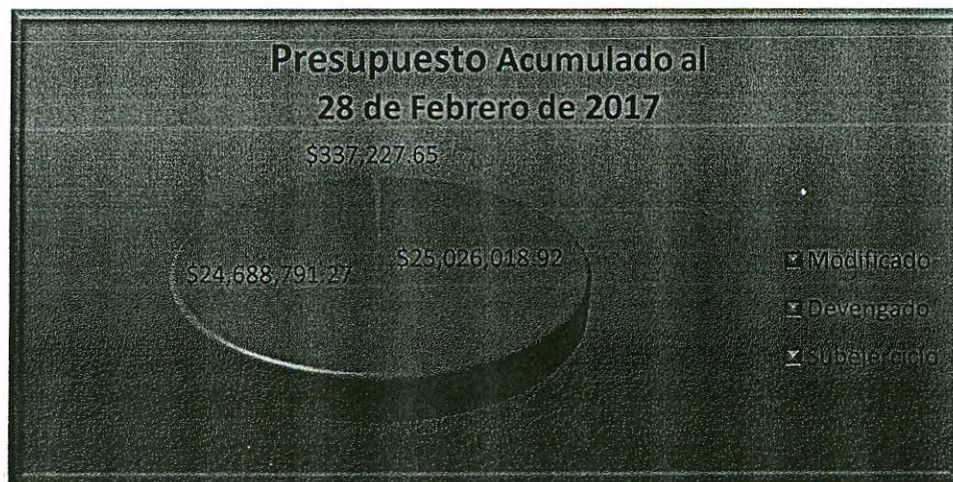 Presupuesto Acumulado al
28 de Febrero de 2017
$337,227.65
$24,688,791.27
$25,026,018.92
Modificado
Devengado
Subejercicio